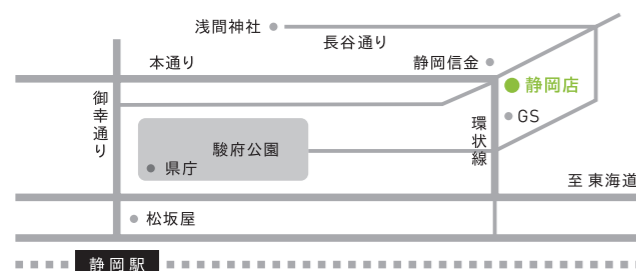 浅間神社
長谷通り
本通り
静岡信金
静岡店
御幸通り
GS
環状線
駿府公園
県庁
至 東海道
松坂屋
静岡駅